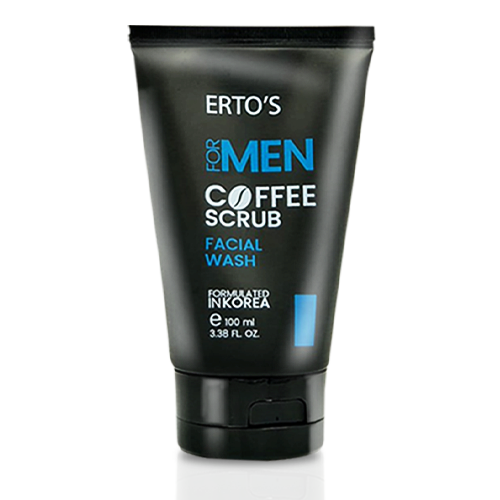 ERTO'S
FOR MEN
COFFEE
SCRUB
FACIAL
WASH
FORMULATED
INKOREA
e 100 ml
3.38 FL. OZ.